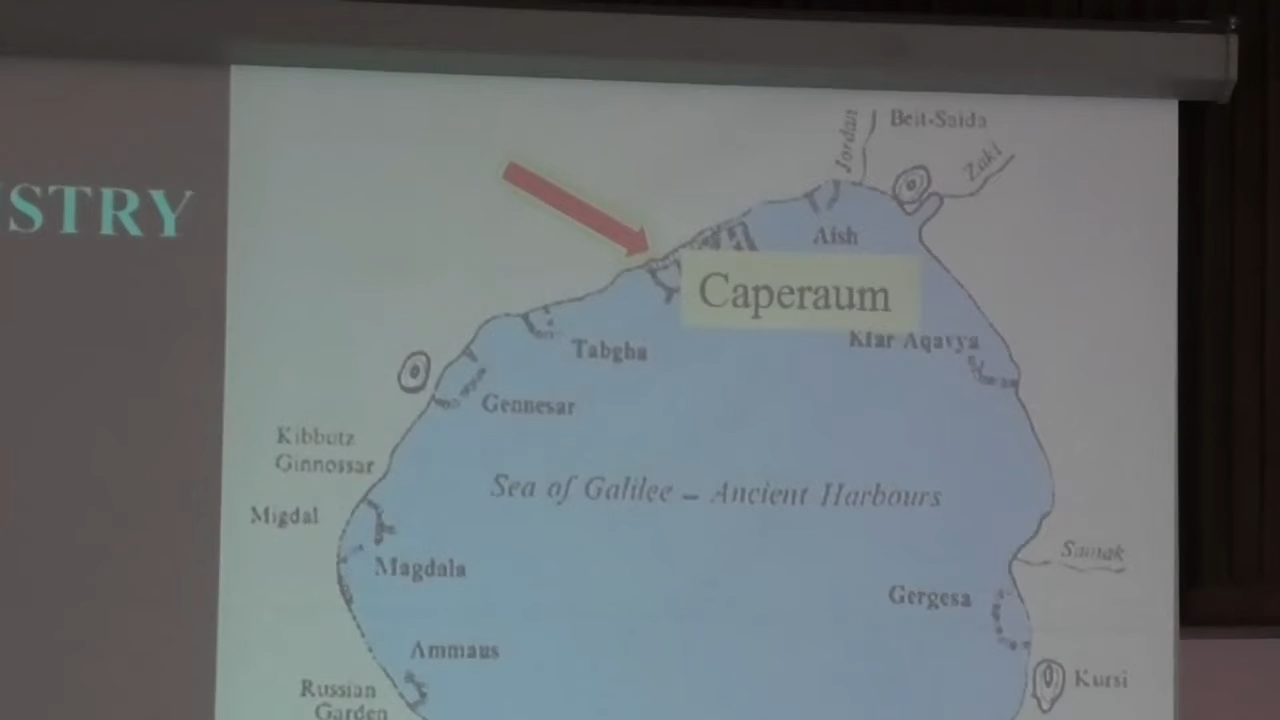 STRY
Jordan
Beit-Saida
Zaki
Aish
Caperaum
Kfar Aqavya
Tabgha
Gennesar
Kibbutz
Ginnossar
Sea of Galilee – Ancient Harbours
Migdal
Samak
Magdala
Gergesa
Ammaus
Kursi
Russian
Garden